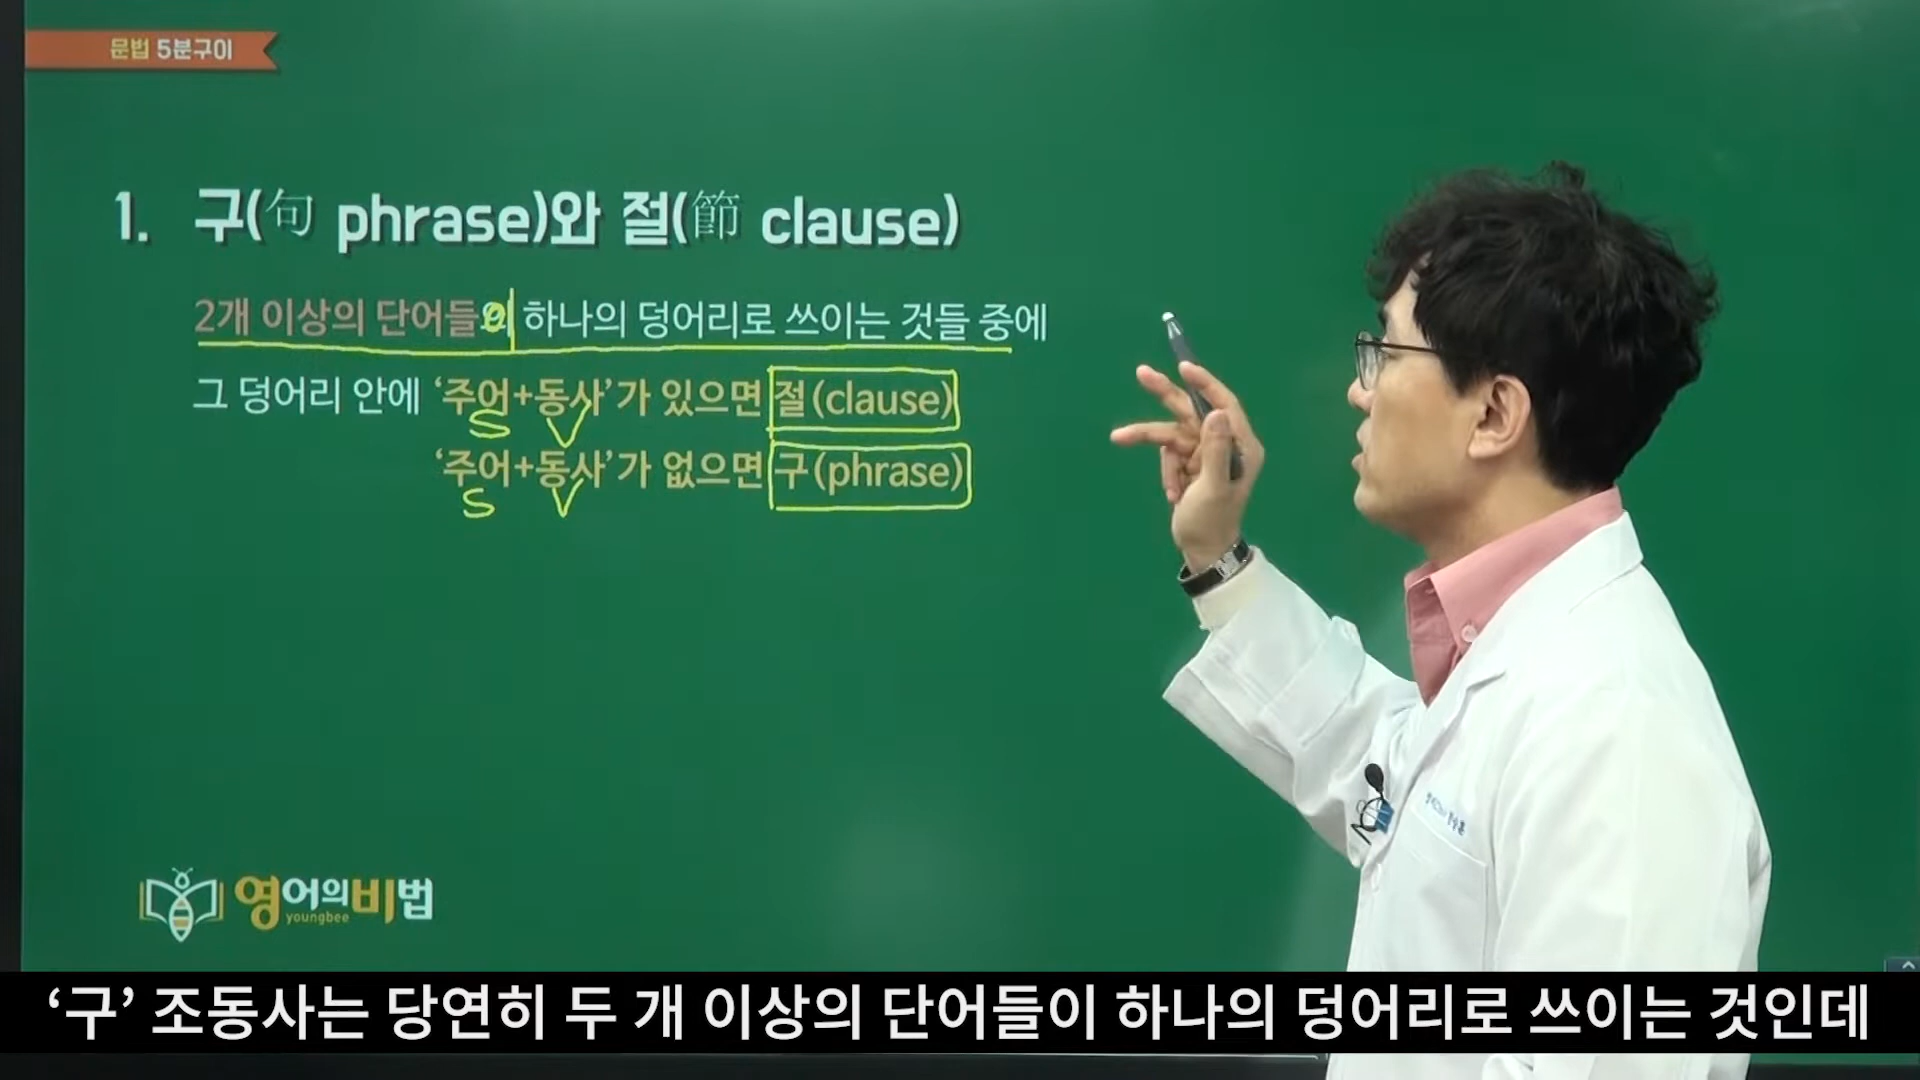 문법 5분구이
1. 구(句 phrase)와 절(節 clause)
2개 이상의 단어들이 하나의 덩어리로 쓰이는 것들 중에
그 덩어리 안에 ‘주어+동사’가 있으면 절(clause)
S V
‘주어+동사’가 없으면 구(phrase)
S V
영어의비법
youngbee
‘구’ 조동사는 당연히 두 개 이상의 단어들이 하나의 덩어리로 쓰이는 것인데